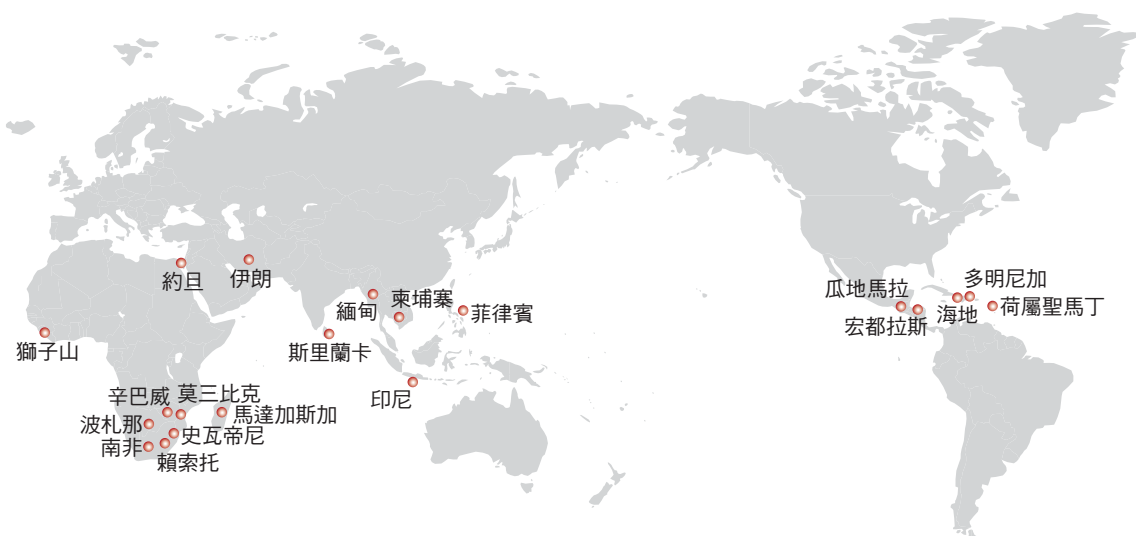 約旦
伊朗
緬甸
柬埔寨
菲律賓
斯里蘭卡
印尼
獅子山
辛巴威
莫三比克
馬達加斯加
波札那
史瓦帝尼
南非
賴索托
瓜地馬拉
多明尼加
宏都拉斯
海地
荷屬聖馬丁